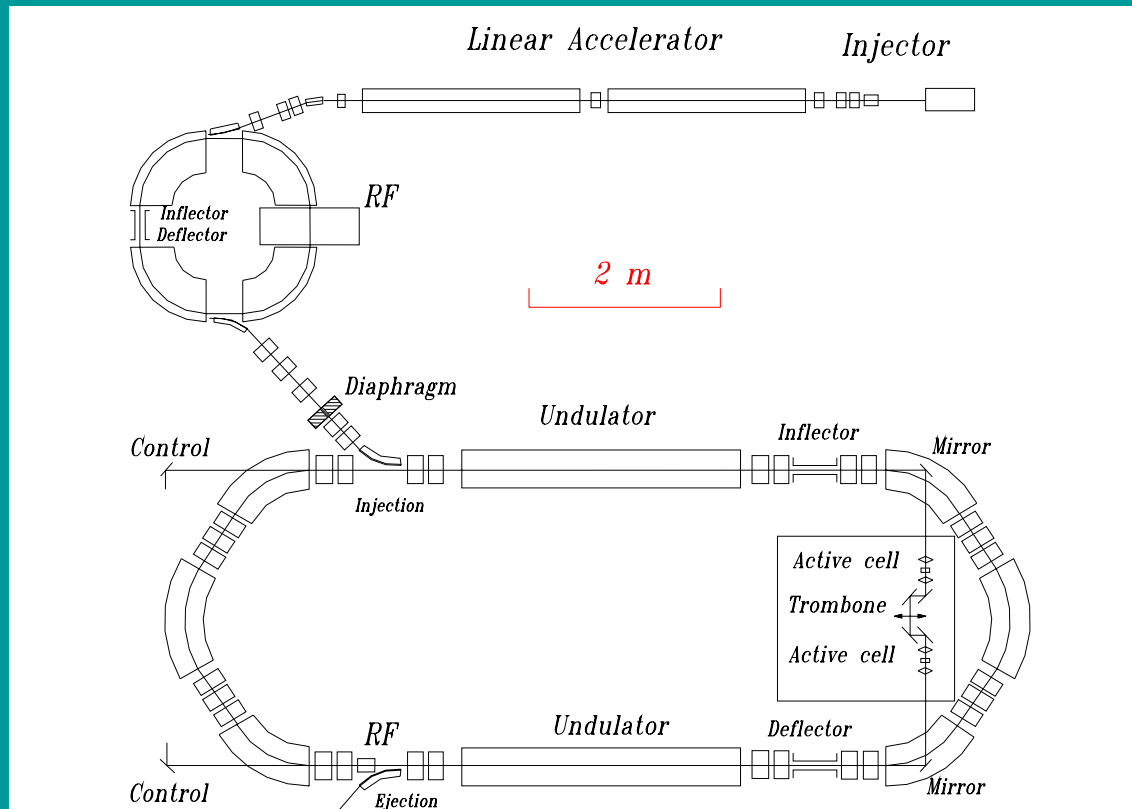 Linear Accelerator
Injector
RF
Inflector
Deflector
2 m
Diaphragm
Undulator
Inflector
Control
Mirror
Injection
Active cell
Trombone
Active cell
RF
Undulator
Deflector
Control
Ejection
Mirror